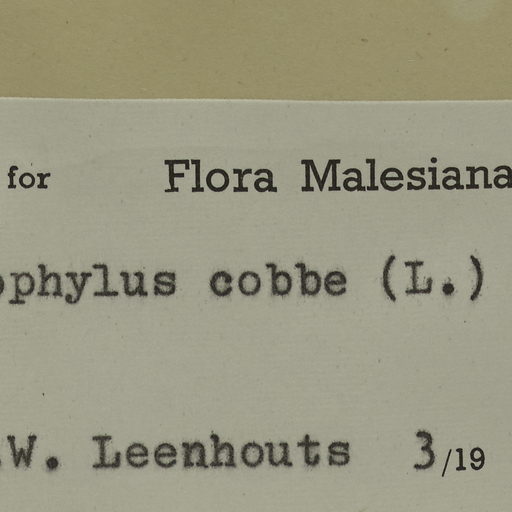 for Flora Malesiana
ophylus cobbe (L.)
.W. Leenhouts 3/19